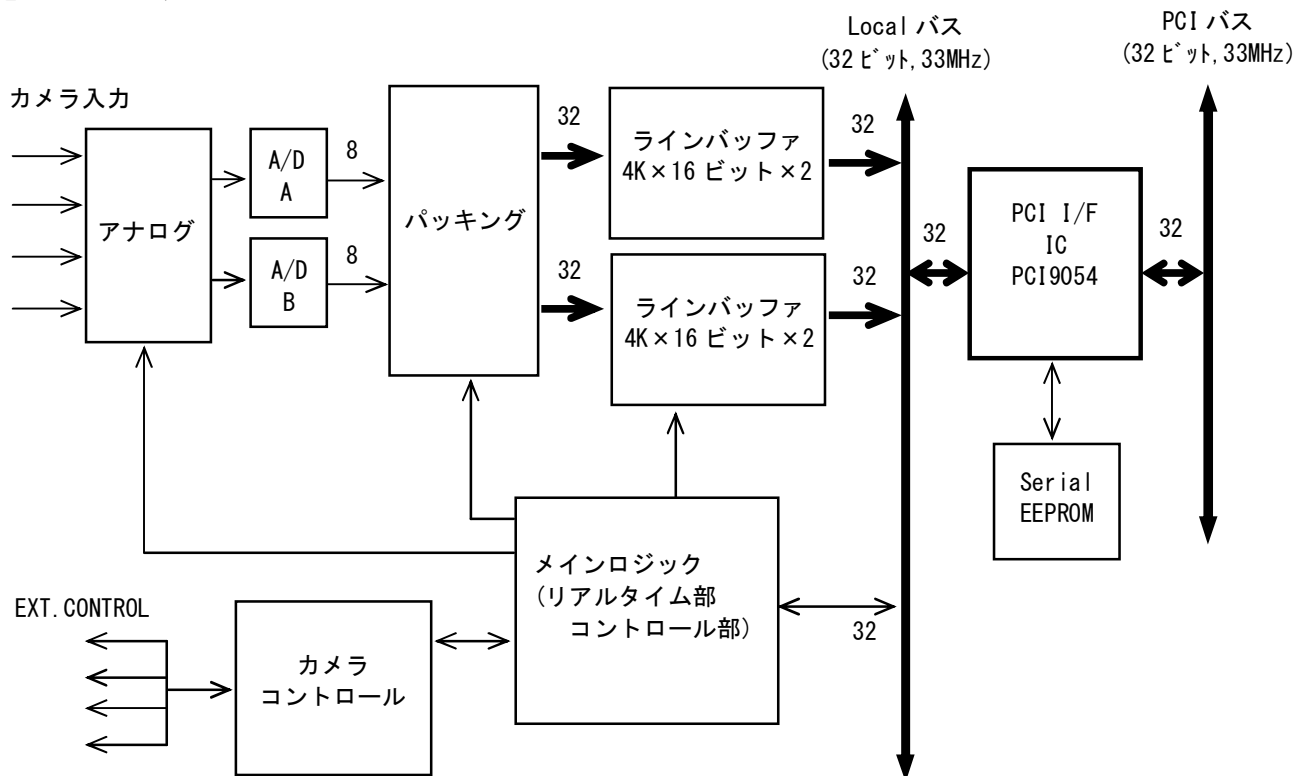 Local バス
(32 ビット, 33MHz)
PCI バス
(32 ビット, 33MHz)
カメラ入力
アナログ
A/D
A
8
A/D
B
8
パッキング
32
ラインバッファ
4K×16 ビット×2
32
32
ラインバッファ
4K×16 ビット×2
32
32
PCI I/F
IC
PCI9054
32
Serial
EEPROM
メインロジック
(リアルタイム部
コントロール部)
32
EXT. CONTROL
カメラ
コントロール